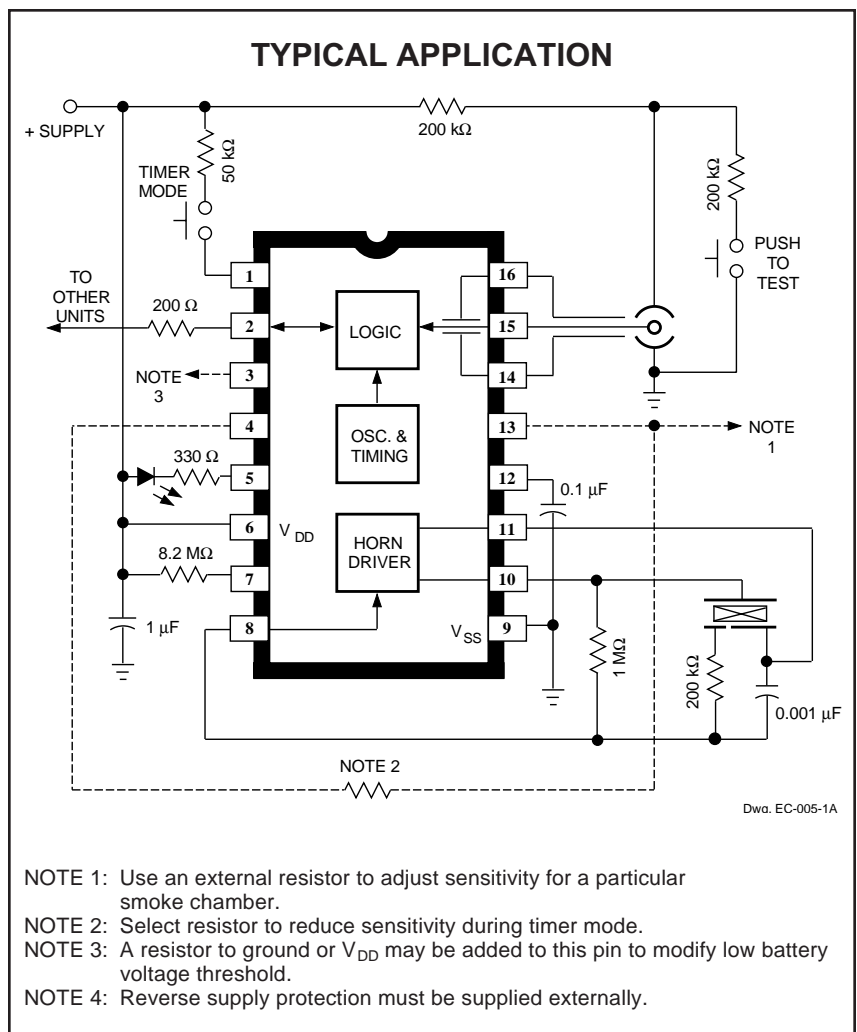 TYPICAL APPLICATION
+ SUPPLY
200 kΩ
50 kΩ
TIMER
MODE
200 kΩ
PUSH
TO
TEST
TO
OTHER
UNITS
200 Ω
NOTE
3
330 Ω
8.2 MΩ
1 μF
1
2
3
4
5
6
7
8
16
15
14
13
12
11
10
9
LOGIC
OSC. &
TIMING
V DD
HORN
DRIVER
VSS
NOTE
1
0.1 μF
1 MΩ
200 kΩ
0.001 μF
NOTE 2
Dwg. EC-005-1A
NOTE 1: Use an external resistor to adjust sensitivity for a particular
smoke chamber.
NOTE 2: Select resistor to reduce sensitivity during timer mode.
NOTE 3: A resistor to ground or VDD may be added to this pin to modify low battery
voltage threshold.
NOTE 4: Reverse supply protection must be supplied externally.